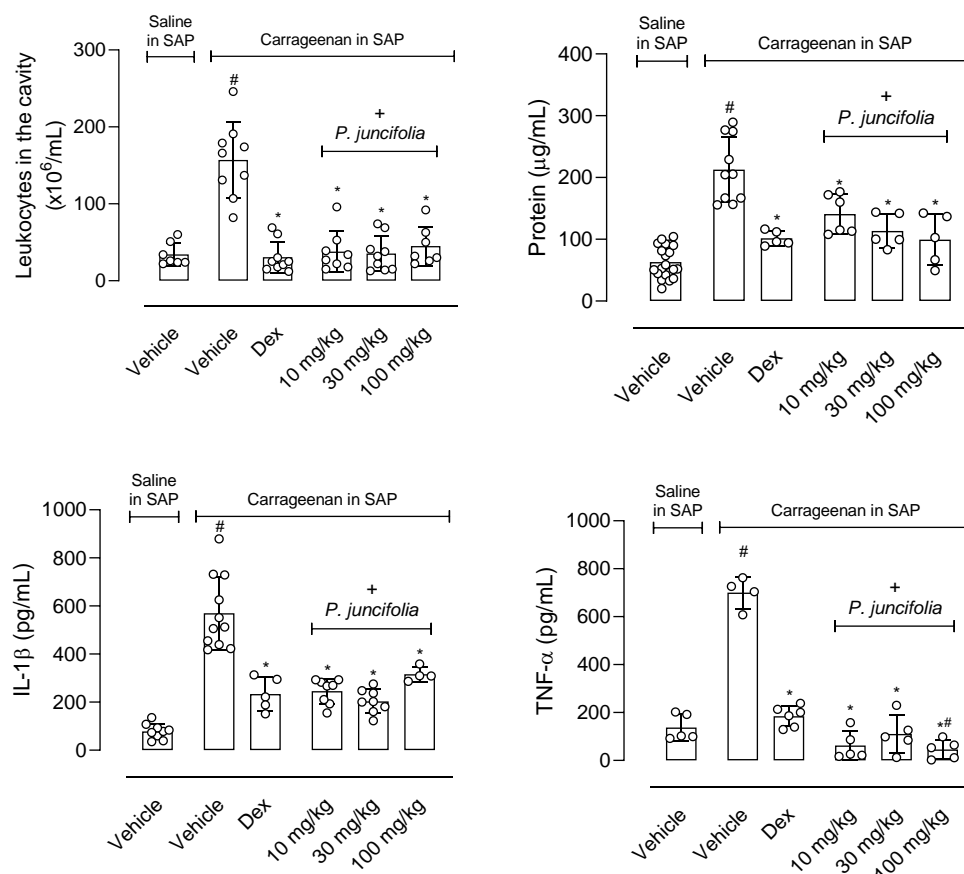 Saline
in SAP
Carrageenan in SAP
300
200
100
0
Leukocytes in the cavity
(x10⁶/mL)
#
*
*
*
*
+
P. juncifolia
Vehicle
Vehicle
Dex
10 mg/kg
30 mg/kg
100 mg/kg
Saline
in SAP
Carrageenan in SAP
400
300
200
100
0
Protein (μg/mL)
#
*
*
*
*
+
P. juncifolia
Vehicle
Vehicle
Dex
10 mg/kg
30 mg/kg
100 mg/kg
Saline
in SAP
Carrageenan in SAP
1000
800
600
400
200
0
IL-1β (pg/mL)
#
*
*
*
*
+
P. juncifolia
Vehicle
Vehicle
Dex
10 mg/kg
30 mg/kg
100 mg/kg
Saline
in SAP
Carrageenan in SAP
1000
800
600
400
200
0
TNF-α (pg/mL)
#
*
*
*
*#
+
P. juncifolia
Vehicle
Vehicle
Dex
10 mg/kg
30 mg/kg
100 mg/kg